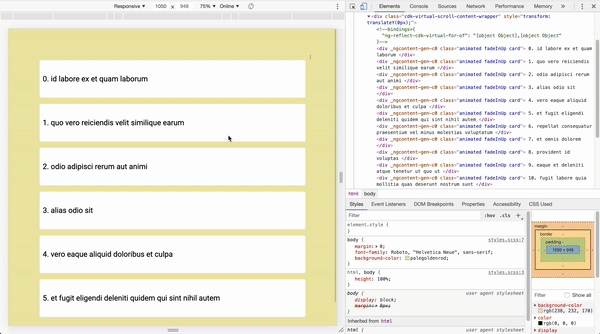 Responsive ▼ 1050 × 948 75% ▼ Online ▼
Elements Console Sources Network Performance Memory »
▼<div class="cdk-virtual-scroll-content-wrapper" style="transform:
translateY(0px);">
<!--bindings={
"ng-reflect-cdk-virtual-for-of": "[object Object],[object Object"
}-->
<div _ngcontent-gen-c0 class="animated fadeInUp card"> 0. id labore ex et quam
laborum </div>
<div _ngcontent-gen-c0 class="animated fadeInUp card"> 1. quo vero reiciendis
velit similique earum </div>
<div _ngcontent-gen-c0 class="animated fadeInUp card"> 2. odio adipisci rerum
aut animi </div>
<div _ngcontent-gen-c0 class="animated fadeInUp card"> 3. alias odio sit
</div>
<div _ngcontent-gen-c0 class="animated fadeInUp card"> 4. vero eaque aliquid
doloribus et culpa </div>
<div _ngcontent-gen-c0 class="animated fadeInUp card"> 5. et fugit eligendi
deleniti quidem qui sint nihil autem </div>
<div _ngcontent-gen-c0 class="animated fadeInUp card"> 6. repellat consequatur
praesentium vel minus molestias voluptatum </div>
<div _ngcontent-gen-c0 class="animated fadeInUp card"> 7. et omnis dolorem
</div>
<div _ngcontent-gen-c0 class="animated fadeInUp card"> 8. provident id
voluptas </div>
<div _ngcontent-gen-c0 class="animated fadeInUp card"> 9. eaque et deleniti
atque tenetur ut quo ut </div>
<div _ngcontent-gen-c0 class="animated fadeInUp card"> 10. fugit labore quia
mollitia quas deserunt nostrum sunt </div>
0. id labore ex et quam laborum
1. quo vero reiciendis velit similique earum
2. odio adipisci rerum aut animi
3. alias odio sit
4. vero eaque aliquid doloribus et culpa
5. et fugit eligendi deleniti quidem qui sint nihil autem
html body
Styles Event Listeners DOM Breakpoints Properties Accessibility CSS Used
Filter :hov .cls +
element.style {
}
body { styles.scss:7
margin: ▶ 0;
font-family: Roboto, "Helvetica Neue", sans-serif;
background-color: palegoldenrod;
}
html, body { styles.scss:3
height: 100%;
}
body { user agent stylesheet
display: block;
margin: ▶ 8px;
}
Inherited from html
html { user agent stylesheet
margin
border
padding
1050 × 948
Filter Show all
▶ background-color
rgb(238, 232, 170)
▶ color
rgb(0, 0, 0)